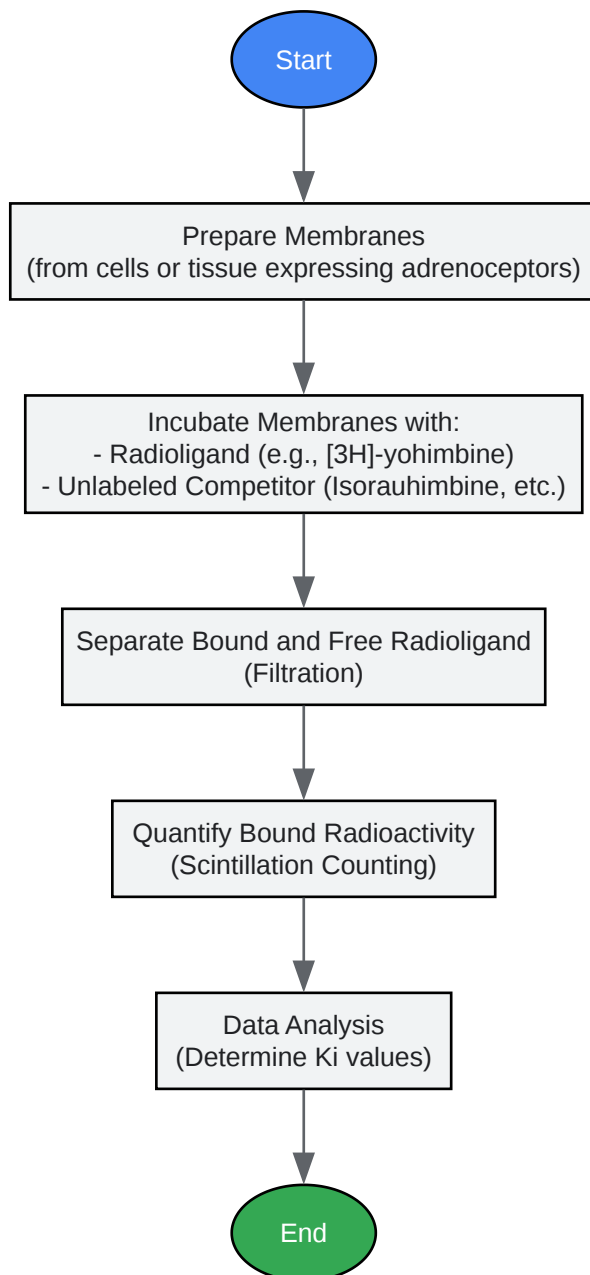 Start
Prepare Membranes
(from cells or tissue expressing adrenoceptors)
Incubate Membranes with:
- Radioligand (e.g., [3H]-yohimbine)
- Unlabeled Competitor (Isorauhimbine, etc.)
Separate Bound and Free Radioligand
(Filtration)
Quantify Bound Radioactivity
(Scintillation Counting)
Data Analysis
(Determine Ki values)
End